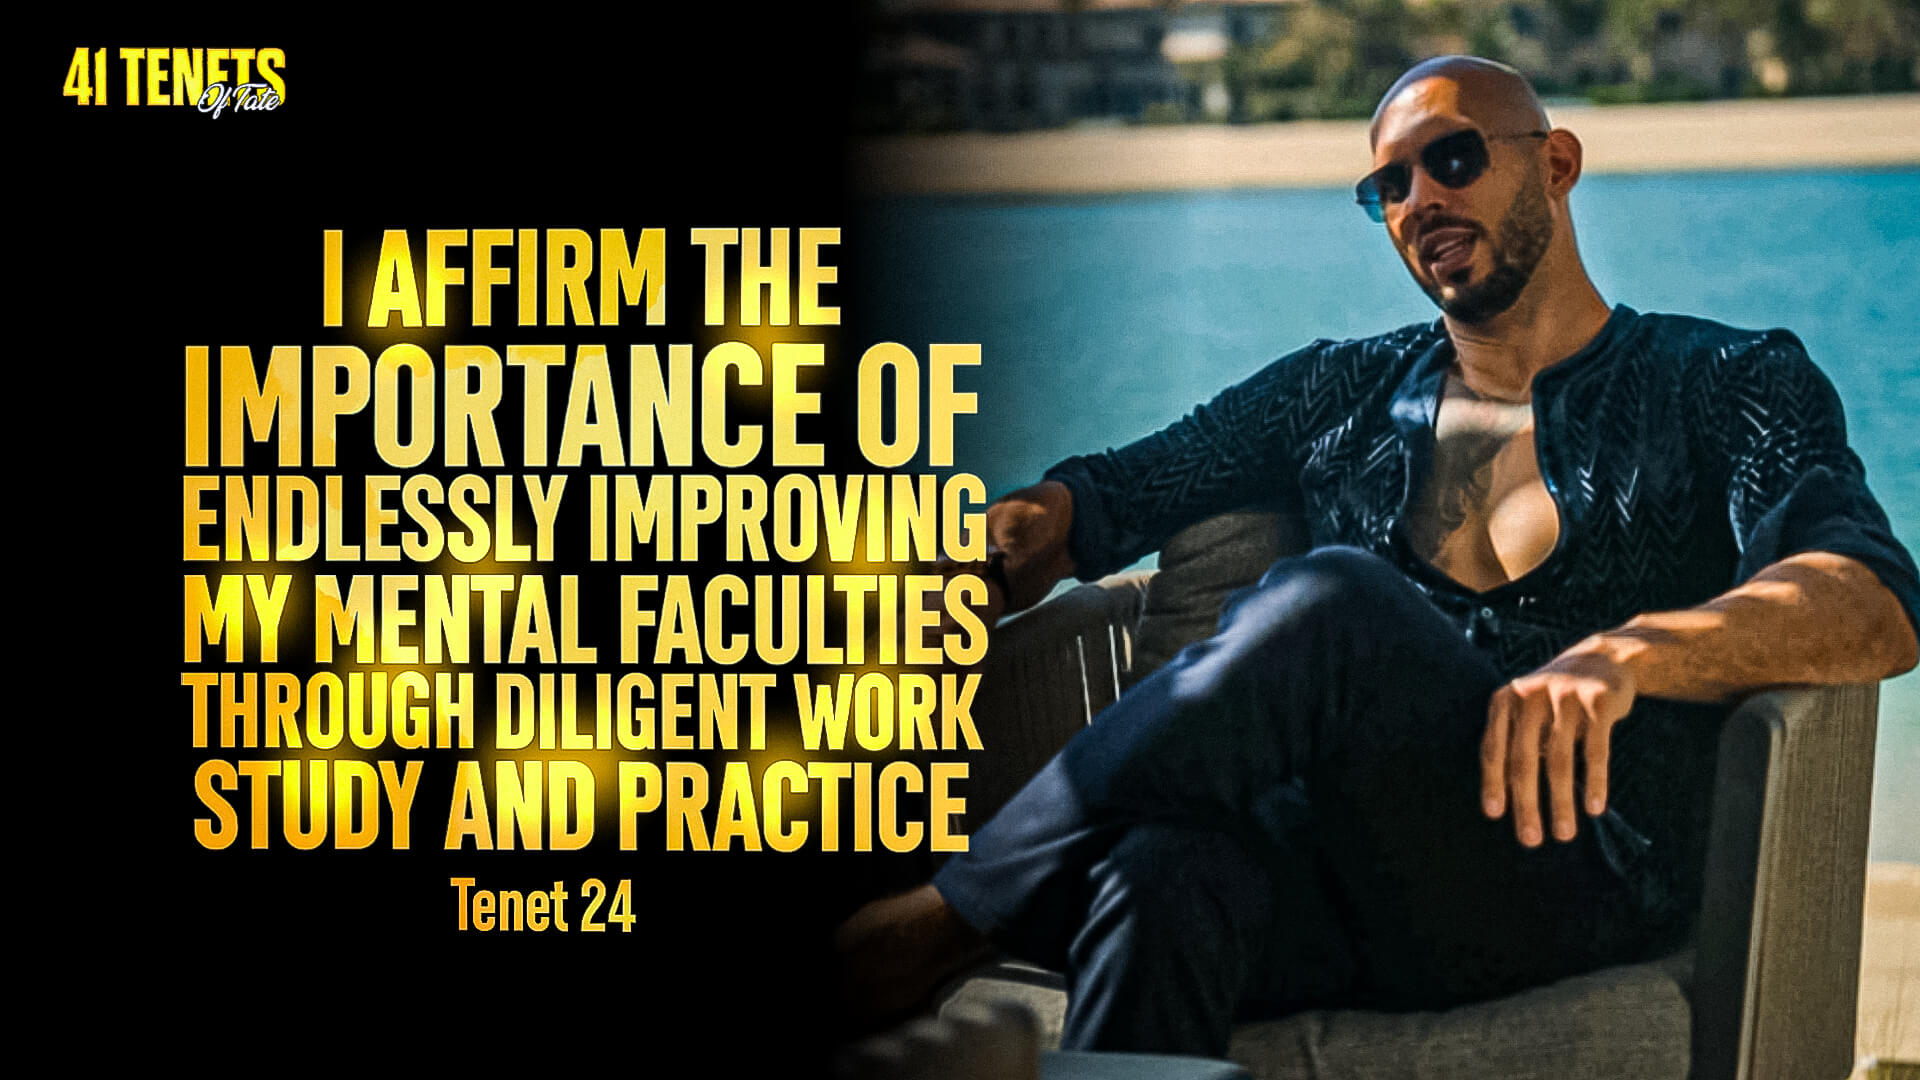 41 TENETS
Of Tate
I AFFIRM THE
IMPORTANCE OF
ENDLESSLY IMPROVING
MY MENTAL FACULTIES
THROUGH DILIGENT WORK
STUDY AND PRACTICE
Tenet 24